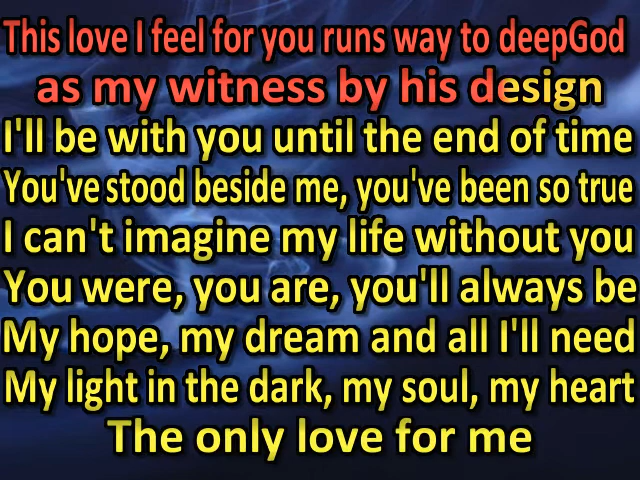 This love I feel for you runs way to deepGod
as my witness by his design
I'll be with you until the end of time
You've stood beside me, you've been so true
I can't imagine my life without you
You were, you are, you'll always be
My hope, my dream and all I'll need
My light in the dark, my soul, my heart
The only love for me